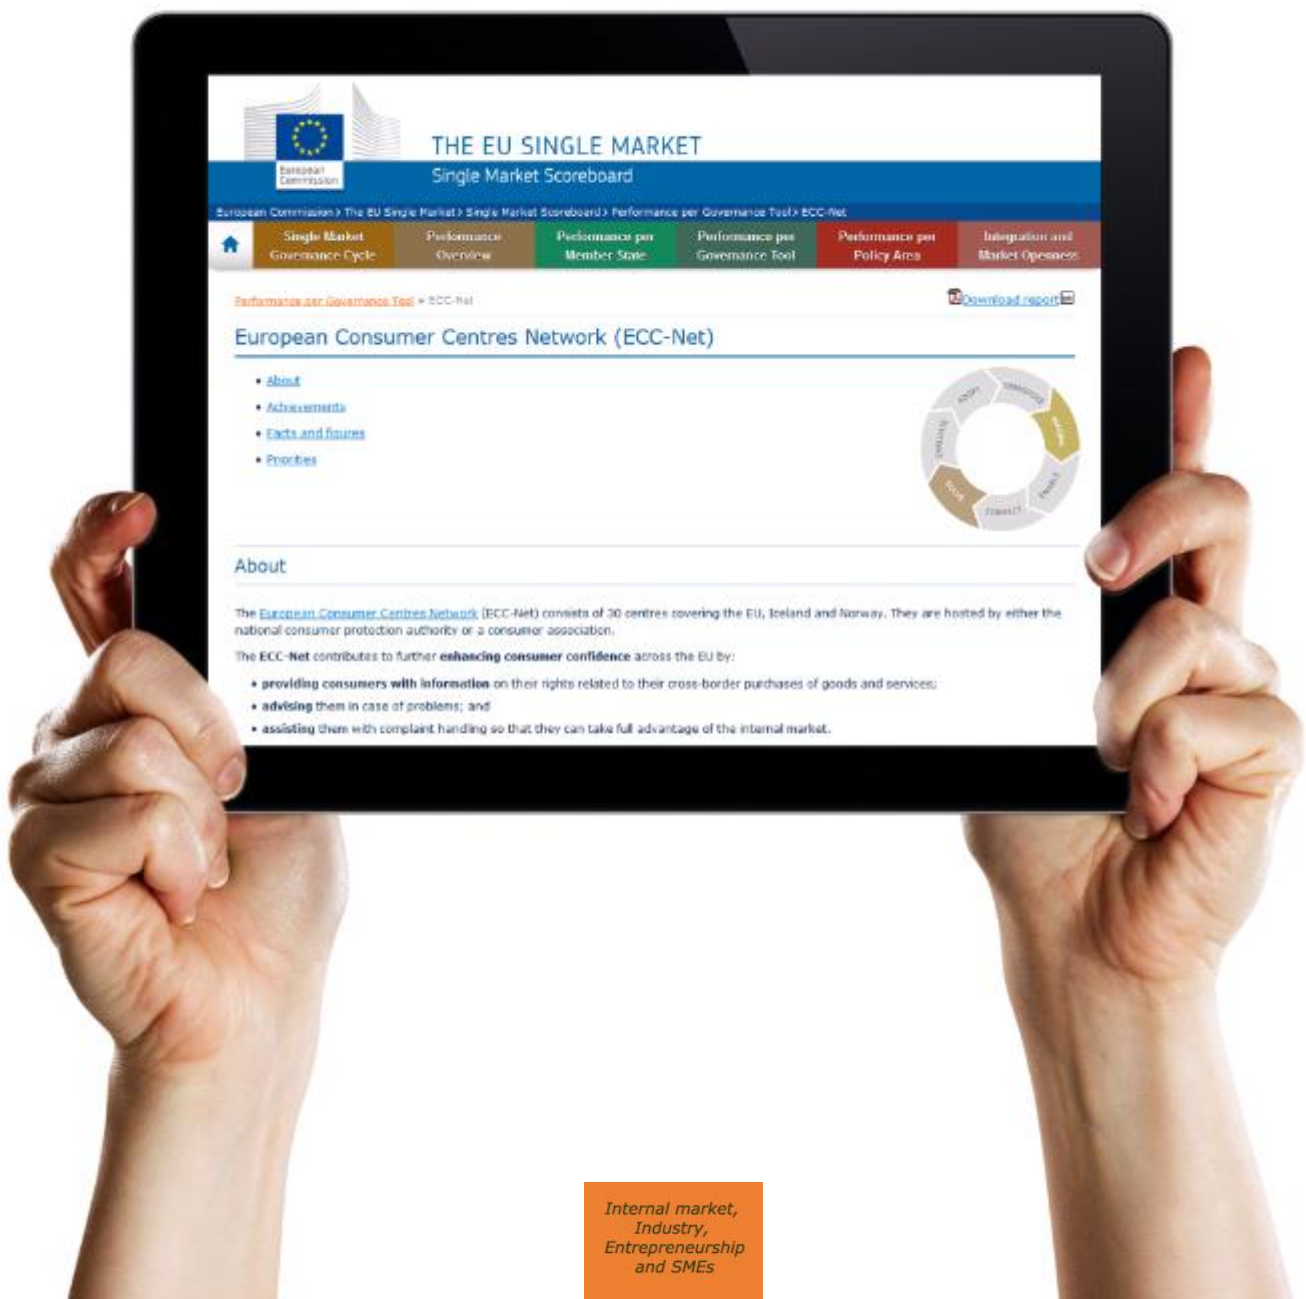 THE EU SINGLE MARKET
European
Commission
Single Market Scoreboard
European Commission > The EU Single Market > Single Market Scoreboard > Performance per Governance Tool > ECC-Net
Single Market
Governance Cycle
Performance
Overview
Performance per
Member State
Performance per
Governance Tool
Performance per
Policy Area
Integration and
Market Openness
Performance per Governance Tool > ECC-Net
Download report
European Consumer Centres Network (ECC-Net)
• About
• Achievements
• Facts and figures
• Priorities
ADOPT
TRANSPOSE
INFORM
ENABLE
CONNECT
SOLVE
About
The European Consumer Centres Network (ECC-Net) consists of 30 centres covering the EU, Iceland and Norway. They are hosted by either the
national consumer protection authority or a consumer association.
The ECC-Net contributes to further enhancing consumer confidence across the EU by:
• providing consumers with information on their rights related to their cross-border purchases of goods and services;
• advising them in case of problems; and
• assisting them with complaint handling so that they can take full advantage of the internal market.
Internal market,
Industry,
Entrepreneurship
and SMEs